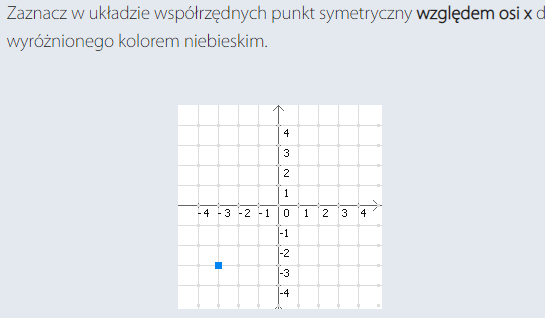 Zaznacz w układzie współrzędnych punkt symetryczny względem osi x d
wyróżnionego kolorem niebieskim.
4
3
2
1
-4 -3 -2 -1 0 1 2 3 4
-1
-2
-3
-4